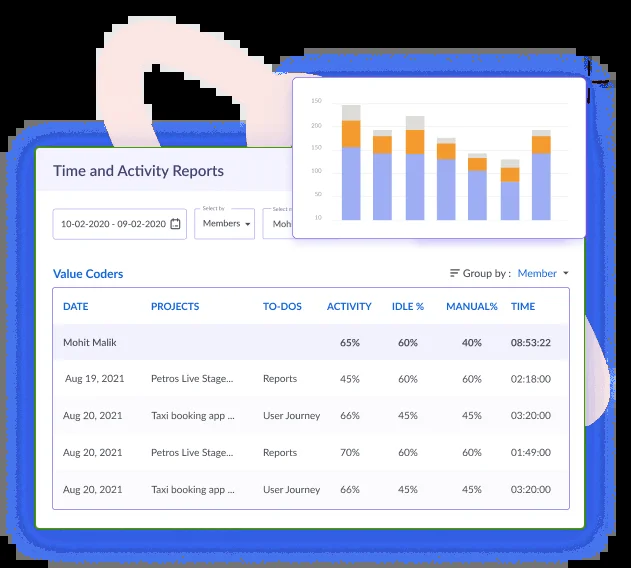 350
200
150
100
50
10
Time and Activity Reports
Select by
10-02-2020 - 09-02-2020 Members Moh
Value Coders Group by : Member
DATE PROJECTS TO-DOS ACTIVITY IDLE % MANUAL% TIME
Mohit Malik 65% 60% 40% 08:53:22
Aug 19, 2021 Petros Live Stage... Reports 45% 60% 60% 02:18:00
Aug 20, 2021 Taxi booking app ... User Journey 66% 45% 45% 03:20:00
Aug 20, 2021 Petros Live Stage... Reports 70% 60% 60% 01:49:00
Aug 20, 2021 Taxi booking app ... User Journey 66% 45% 45% 03:20:00